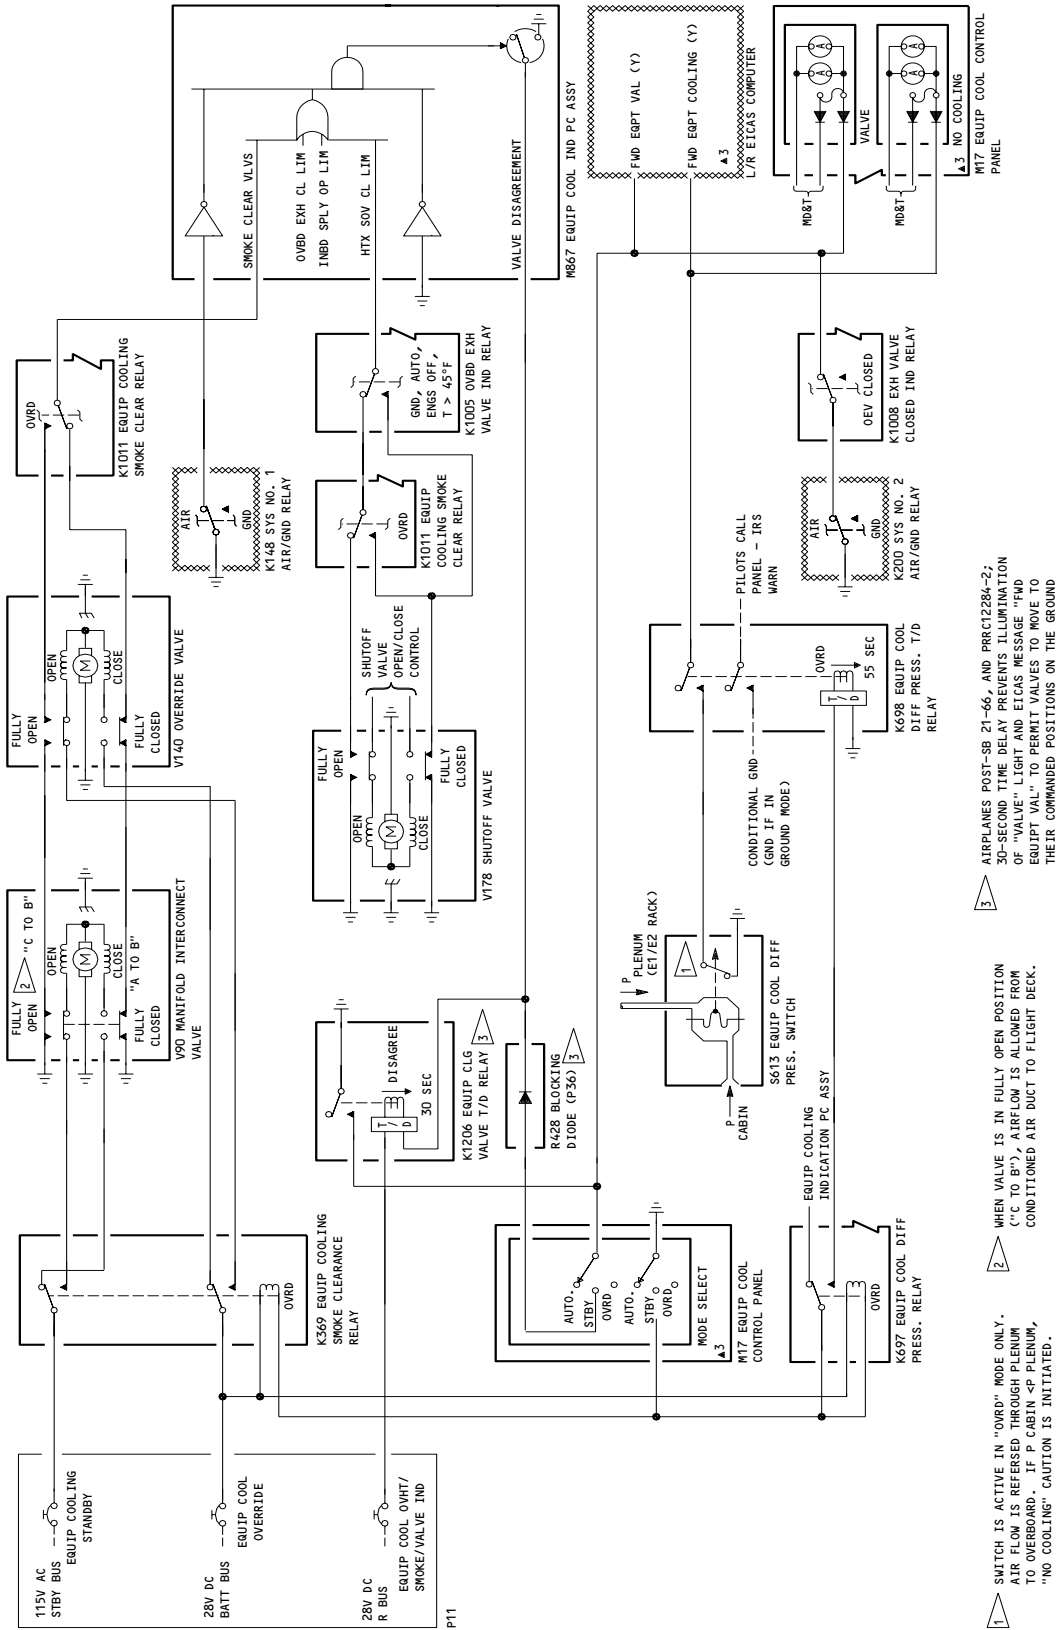 115V AC
STBY BUS
EQUIP COOLING
STANDBY
28V DC
BATT BUS
EQUIP COOL
OVERRIDE
28V DC
R BUS
EQUIP COOL OVHT/
SMOKE/VALVE IND
P11
OVRD
K369 EQUIP COOLING
SMOKE CLEARANCE
RELAY
FULLY
OPEN
2
"C TO B"
OPEN
M
CLOSE
"A TO B"
FULLY
CLOSED
V90 MANIFOLD INTERCONNECT
VALVE
FULLY
OPEN
OPEN
M
CLOSE
FULLY
CLOSED
V140 OVERRIDE VALVE
OVRD
K1011 EQUIP COOLING
SMOKE CLEAR RELAY
AIR
GND
K148 SYS NO. 1
AIR/GND RELAY
SMOKE CLEAR VLVS
OVBD EXH CL LIM
INBD SPLY OP LIM
HTX SOV CL LIM
VALVE DISAGREEMENT
M867 EQUIP COOL IND PC ASSY
GND, AUTO,
ENGS OFF,
T > 45°F
K1005 OVBD EXH
VALVE IND RELAY
OVRD
K1011 EQUIP
COOLING SMOKE
CLEAR RELAY
SHUTOFF
VALVE
OPEN/CLOSE
CONTROL
FULLY
OPEN
OPEN
M
CLOSE
FULLY
CLOSED
V178 SHUTOFF VALVE
DISAGREE
T/D
30 SEC
K1206 EQUIP CLG
VALVE T/D RELAY
3
R428 BLOCKING
DIODE (P36)
3
AUTO.
STBY
OVRD
AUTO.
STBY
OVRD
MODE SELECT
3
M17 EQUIP COOL
CONTROL PANEL
FWD EQPT VAL (Y)
FWD EQPT COOLING (Y)
3
L/R EICAS COMPUTER
A
A
MD&T
VALVE
A
A
MD&T
3 NO COOLING
M17 EQUIP COOL CONTROL
PANEL
OEV CLOSED
K1008 EXH VALVE
CLOSED IND RELAY
AIR
GND
K200 SYS NO. 2
AIR/GND RELAY
PILOTS CALL
PANEL - IRS
WARN
OVRD
T/D
55 SEC
K698 EQUIP COOL
DIFF PRESS. T/D
RELAY
CONDITIONAL GND
(GND IF IN
GROUND MODE)
P
PLENUM
(E1/E2 RACK)
1
P
CABIN
S613 EQUIP COOL DIFF
PRES. SWITCH
EQUIP COOLING
INDICATION PC ASSY
OVRD
K697 EQUIP COOL DIFF
PRESS. RELAY
1
SWITCH IS ACTIVE IN "OVRD" MODE ONLY.
AIR FLOW IS REFERSED THROUGH PLENUM
TO OVERBOARD. IF P CABIN <P PLENUM,
"NO COOLING" CAUTION IS INITIATED.
2
WHEN VALVE IS IN FULLY OPEN POSITION
("C TO B"), AIRFLOW IS ALLOWED FROM
CONDITIONED AIR DUCT TO FLIGHT DECK.
3
AIRPLANES POST-SB 21-66, AND PRRC12284-2;
30-SECOND TIME DELAY PREVENTS ILLUMINATION
OF "VALVE" LIGHT AND EICAS MESSAGE "FWD
EQUIPT VAL" TO PERMIT VALVES TO MOVE TO
THEIR COMMANDED POSITIONS ON THE GROUND